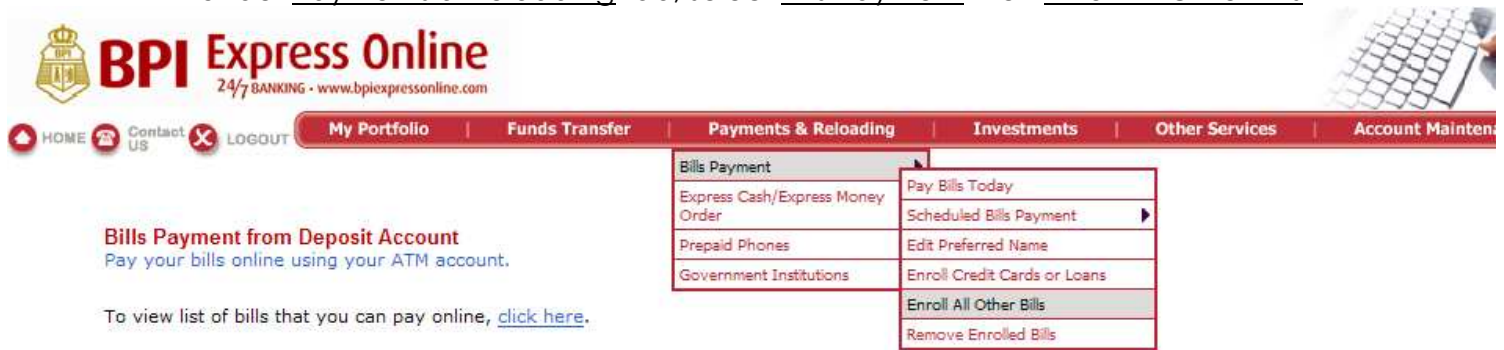 BPI
BPI Express Online
24/7 BANKING - www.bpiexpressonline.com
HOME Contact US LOGOUT My Portfolio | Funds Transfer | Payments & Reloading | Investments | Other Services | Account Maintena
Bills Payment
Express Cash/Express Money Order
Prepaid Phones
Government Institutions
Pay Bills Today
Scheduled Bills Payment
Edit Preferred Name
Enroll Credit Cards or Loans
Enroll All Other Bills
Remove Enrolled Bills
Bills Payment from Deposit Account
Pay your bills online using your ATM account.
To view list of bills that you can pay online, click here.